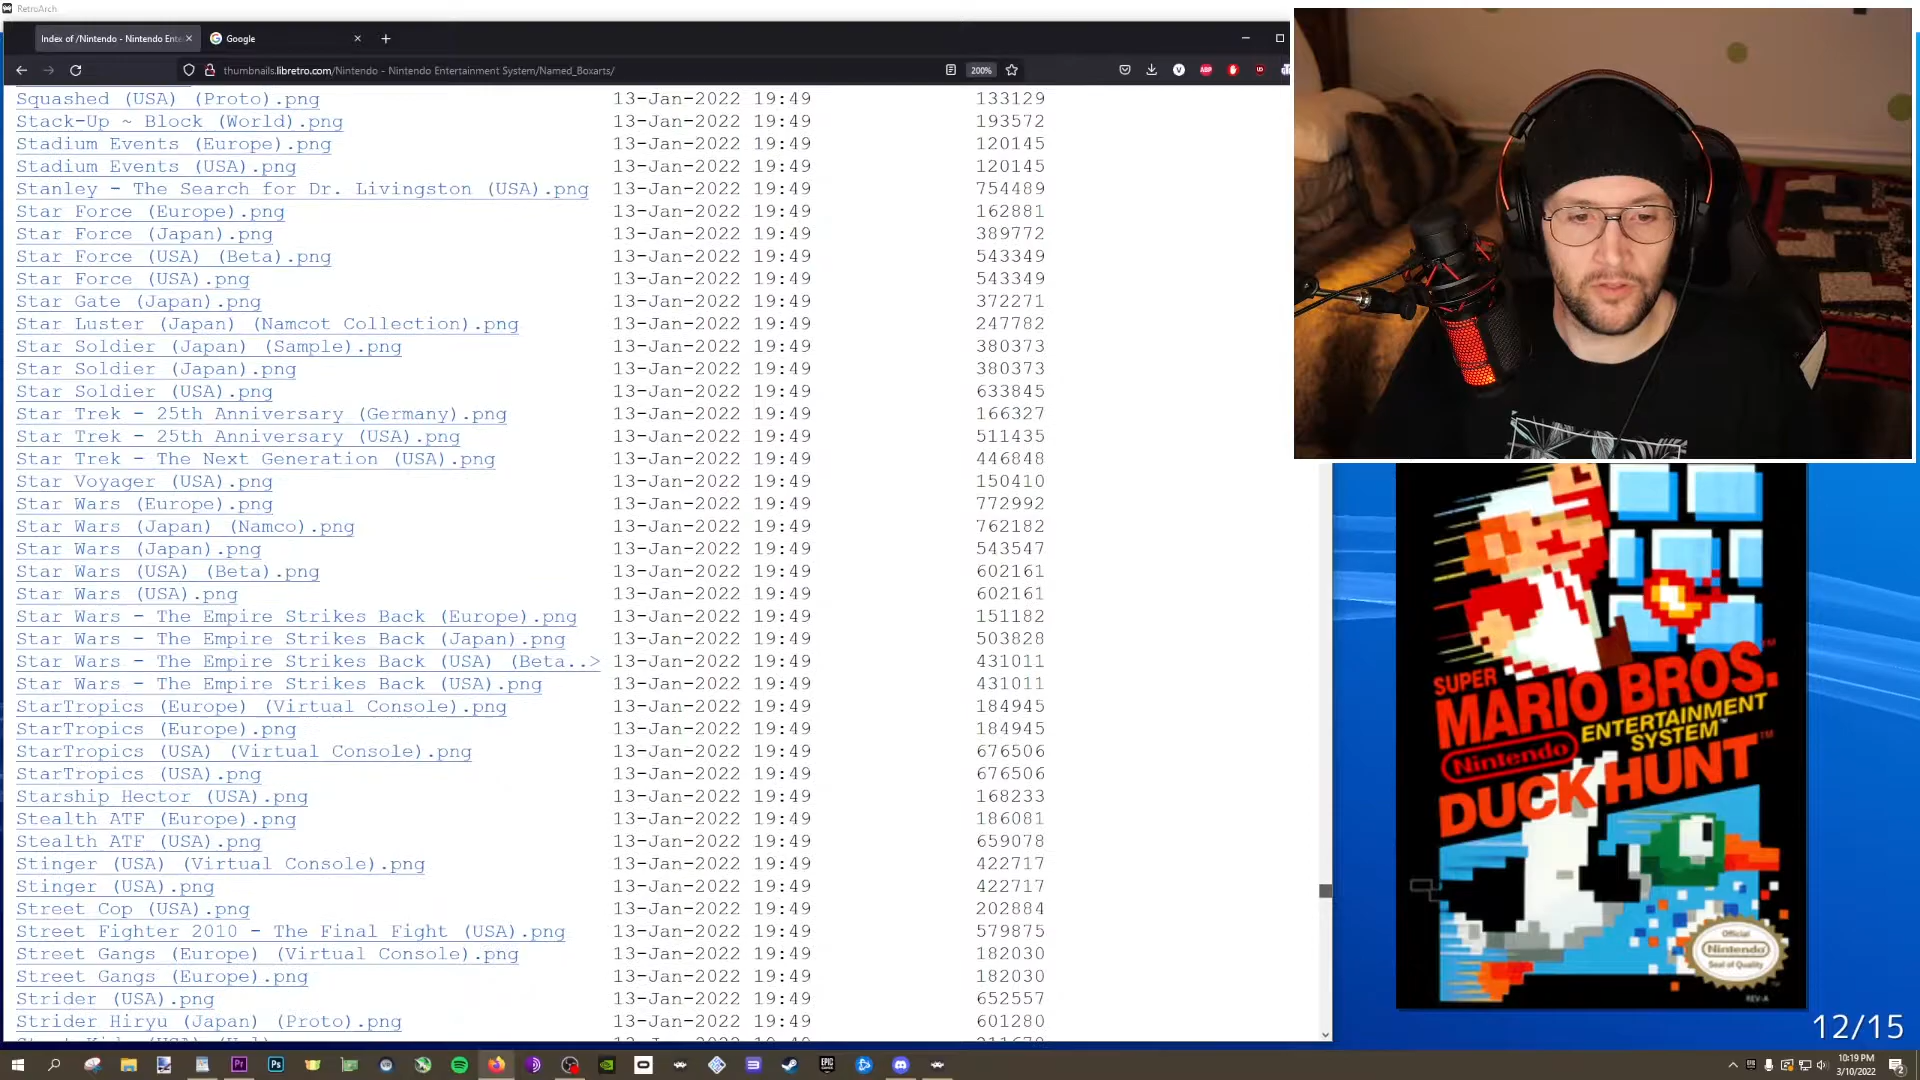 RetroArch
Index of /Nintendo - Nintendo Ente
Google
thumbnails.libretro.com/Nintendo - Nintendo Entertainment System/Named_Boxarts/
200%
Squashed (USA) (Proto).png 13-Jan-2022 19:49 133129
Stack-Up ~ Block (World).png 13-Jan-2022 19:49 193572
Stadium Events (Europe).png 13-Jan-2022 19:49 120145
Stadium Events (USA).png 13-Jan-2022 19:49 120145
Stanley - The Search for Dr. Livingston (USA).png 13-Jan-2022 19:49 754489
Star Force (Europe).png 13-Jan-2022 19:49 162881
Star Force (Japan).png 13-Jan-2022 19:49 389772
Star Force (USA) (Beta).png 13-Jan-2022 19:49 543349
Star Force (USA).png 13-Jan-2022 19:49 543349
Star Gate (Japan).png 13-Jan-2022 19:49 372271
Star Luster (Japan) (Namcot Collection).png 13-Jan-2022 19:49 247782
Star Soldier (Japan) (Sample).png 13-Jan-2022 19:49 380373
Star Soldier (Japan).png 13-Jan-2022 19:49 380373
Star Soldier (USA).png 13-Jan-2022 19:49 633845
Star Trek - 25th Anniversary (Germany).png 13-Jan-2022 19:49 166327
Star Trek - 25th Anniversary (USA).png 13-Jan-2022 19:49 511435
Star Trek - The Next Generation (USA).png 13-Jan-2022 19:49 446848
Star Voyager (USA).png 13-Jan-2022 19:49 150410
Star Wars (Europe).png 13-Jan-2022 19:49 772992
Star Wars (Japan) (Namco).png 13-Jan-2022 19:49 762182
Star Wars (Japan).png 13-Jan-2022 19:49 543547
Star Wars (USA) (Beta).png 13-Jan-2022 19:49 602161
Star Wars (USA).png 13-Jan-2022 19:49 602161
Star Wars - The Empire Strikes Back (Europe).png 13-Jan-2022 19:49 151182
Star Wars - The Empire Strikes Back (Japan).png 13-Jan-2022 19:49 503828
Star Wars - The Empire Strikes Back (USA) (Beta..> 13-Jan-2022 19:49 431011
Star Wars - The Empire Strikes Back (USA).png 13-Jan-2022 19:49 431011
StarTropics (Europe) (Virtual Console).png 13-Jan-2022 19:49 184945
StarTropics (Europe).png 13-Jan-2022 19:49 184945
StarTropics (USA) (Virtual Console).png 13-Jan-2022 19:49 676506
StarTropics (USA).png 13-Jan-2022 19:49 676506
Starship Hector (USA).png 13-Jan-2022 19:49 168233
Stealth ATF (Europe).png 13-Jan-2022 19:49 186081
Stealth ATF (USA).png 13-Jan-2022 19:49 659078
Stinger (USA) (Virtual Console).png 13-Jan-2022 19:49 422717
Stinger (USA).png 13-Jan-2022 19:49 422717
Street Cop (USA).png 13-Jan-2022 19:49 202884
Street Fighter 2010 - The Final Fight (USA).png 13-Jan-2022 19:49 579875
Street Gangs (Europe) (Virtual Console).png 13-Jan-2022 19:49 182030
Street Gangs (Europe).png 13-Jan-2022 19:49 182030
Strider (USA).png 13-Jan-2022 19:49 652557
Strider Hiryu (Japan) (Proto).png 13-Jan-2022 19:49 601280
SUPER
MARIO BROS.™
Nintendo
ENTERTAINMENT
SYSTEM™
DUCK HUNT™
Official
Nintendo
Seal of Quality
REV-A
12/15
Pr
Ps
EPIC
10:19 PM
3/10/2022